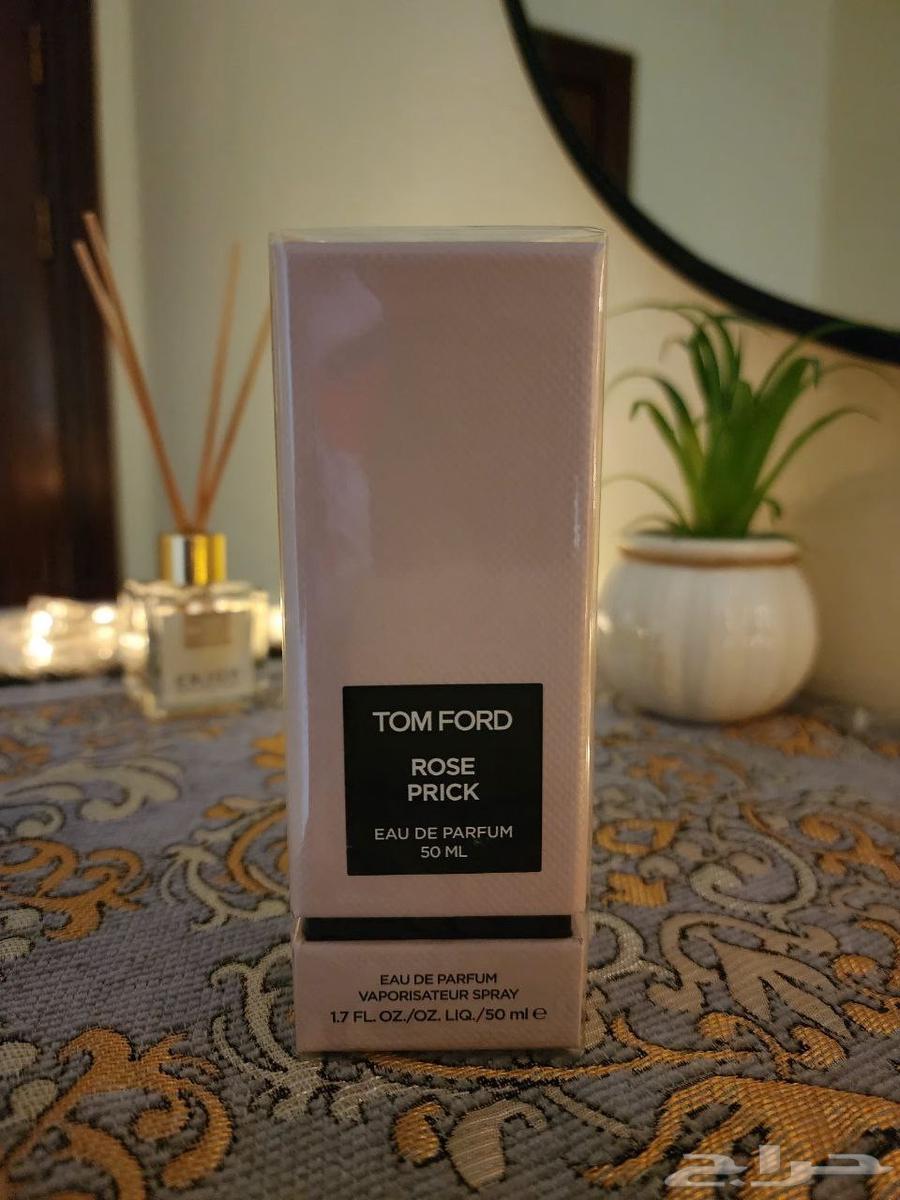 TOM FORD
ROSE
PRICK
EAU DE PARFUM
50 ML
EAU DE PARFUM
VAPORISATEUR SPRAY
1.7 FL. OZ./OZ. LIQ./50 ml e
حراج